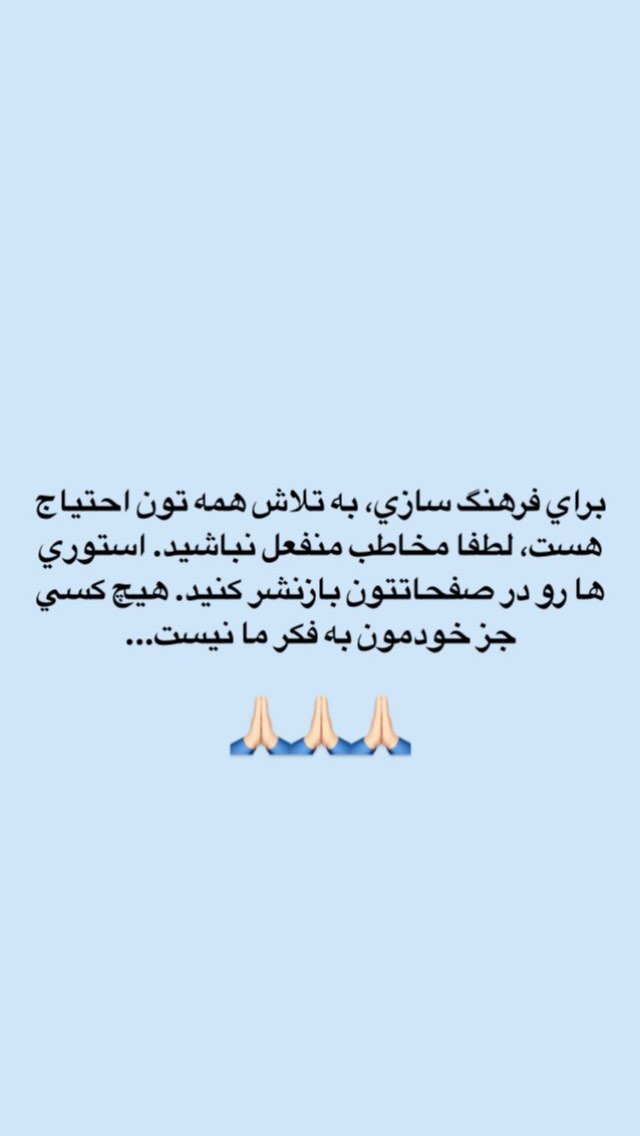 براي فرهنگ سازي، به تلاش همه تون احتياج
هست، لطفا مخاطب منفعل نباشيد. استوري
ها رو در صفحاتتون بازنشر كنيد. هيچ كسي
جز خودمون به فكر ما نيست...
🙏🏻🙏🏻🙏🏻